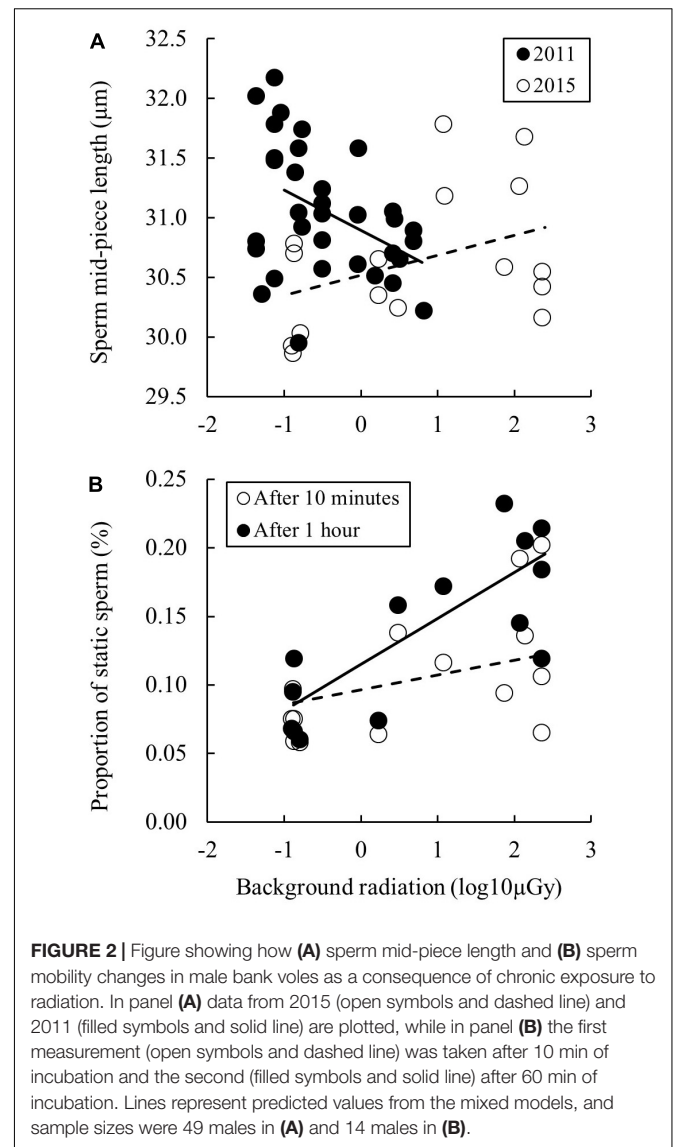 A
32.5
32.0
31.5
31.0
30.5
30.0
29.5
Sperm mid-piece length (μm)
2011
2015
-2 -1 0 1 2 3
B
0.25
0.20
0.15
0.10
0.05
0.00
Proportion of static sperm (%)
After 10 minutes
After 1 hour
-2 -1 0 1 2 3
Background radiation (log10μGy)
FIGURE 2 | Figure showing how (A) sperm mid-piece length and (B) sperm
mobility changes in male bank voles as a consequence of chronic exposure to
radiation. In panel (A) data from 2015 (open symbols and dashed line) and
2011 (filled symbols and solid line) are plotted, while in panel (B) the first
measurement (open symbols and dashed line) was taken after 10 min of
incubation and the second (filled symbols and solid line) after 60 min of
incubation. Lines represent predicted values from the mixed models, and
sample sizes were 49 males in (A) and 14 males in (B).